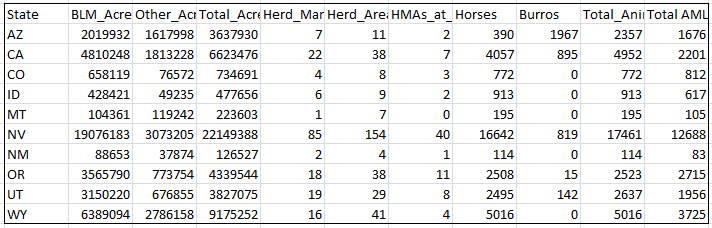 State BLM_Acre Other_Acr Total_Acre Herd_Mar Herd_Area HMAs_at_ Horses Burros Total_Ani Total AML
AZ 2019932 1617998 3637930 7 11 2 390 1967 2357 1676
CA 4810248 1813228 6623476 22 38 7 4057 895 4952 2201
CO 658119 76572 734691 4 8 3 772 0 772 812
ID 428421 49235 477656 6 9 2 913 0 913 617
MT 104361 119242 223603 1 7 0 195 0 195 105
NV 19076183 3073205 22149388 85 154 40 16642 819 17461 12688
NM 88653 37874 126527 2 4 1 114 0 114 83
OR 3565790 773754 4339544 18 38 11 2508 15 2523 2715
UT 3150220 676855 3827075 19 29 8 2495 142 2637 1956
WY 6389094 2786158 9175252 16 41 4 5016 0 5016 3725